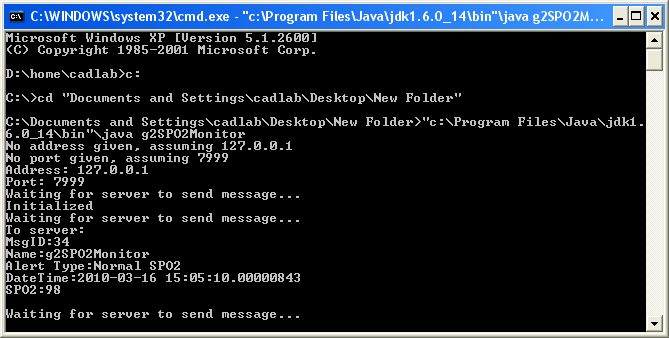 C:\WINDOWS\system32\cmd.exe - "c:\Program Files\Java\jdk1.6.0_14\bin"\java g2SPO2M...
Microsoft Windows XP [Version 5.1.2600]
(C) Copyright 1985-2001 Microsoft Corp.
D:\home\cadlab>c:
C:\>cd "Documents and Settings\cadlab\Desktop\New Folder"
C:\Documents and Settings\cadlab\Desktop\New Folder>"c:\Program Files\Java\jdk1.
6.0_14\bin"\java g2SPO2Monitor
No address given, assuming 127.0.0.1
No port given, assuming 7999
Address: 127.0.0.1
Port: 7999
Waiting for server to send message...
Initialized
Waiting for server to send message...
To server:
MsgID:34
Name:g2SPO2Monitor
Alert Type:Normal SPO2
DateTime:2010-03-16 15:05:10.00000843
SPO2:98
Waiting for server to send message...